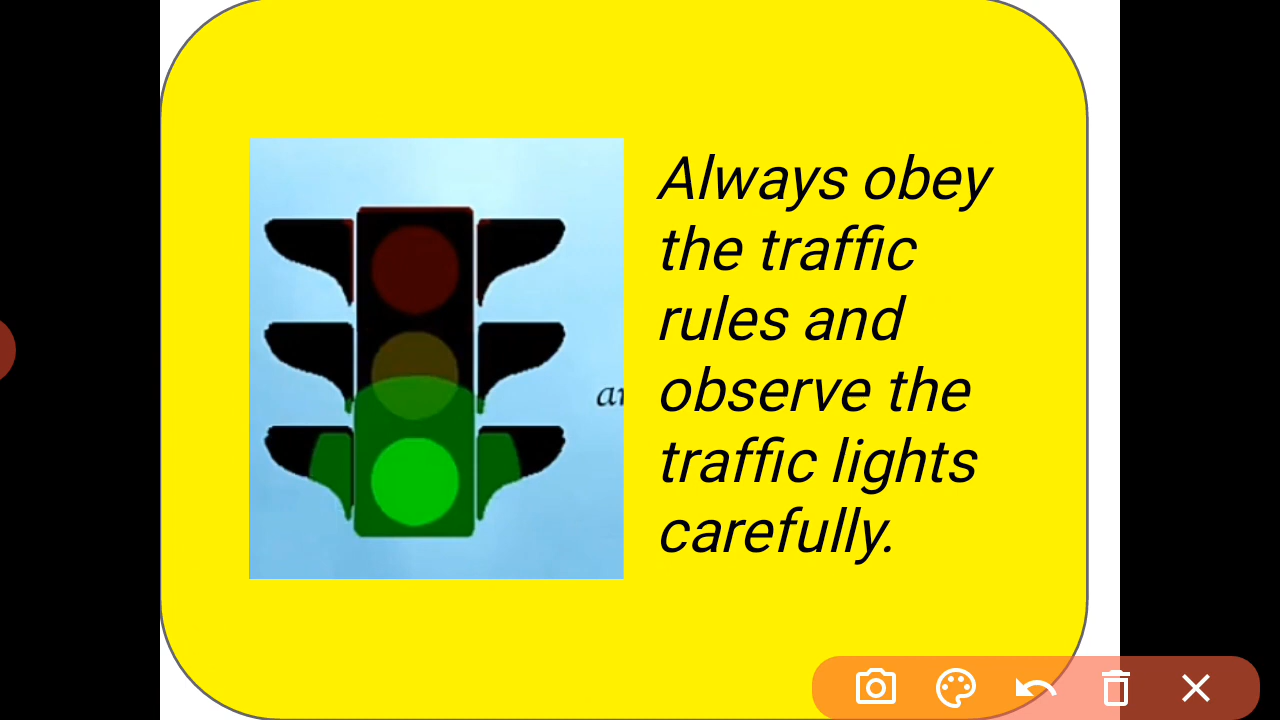 Always obey
the traffic
rules and
observe the
traffic lights
carefully.